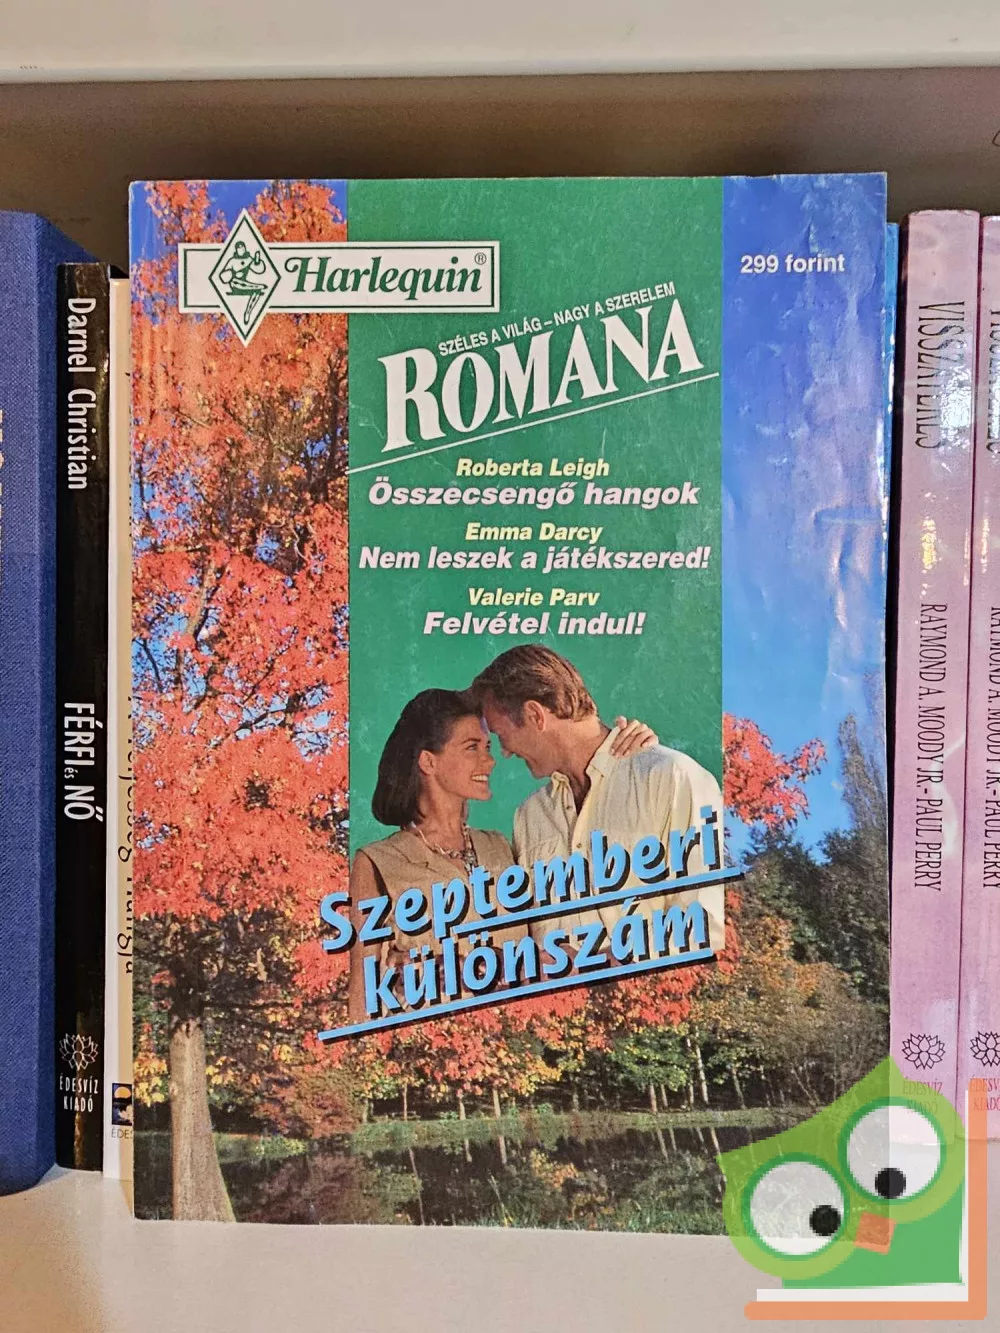 Harlequin®
299 forint
SZÉLES A VILÁG – NAGY A SZERELEM
ROMANA
Roberta Leigh
Összecsengő hangok
Emma Darcy
Nem leszek a játékszered!
Valerie Parv
Felvétel indul!
Szeptemberi
különszám
Darnel Christian
FÉRFI és NŐ
ÉDESVÍZ
KIADÓ
VISSZATÉRÉS
RAYMOND A. MOODY JR. - PAUL PERRY
ÉDESVÍZ
KIADÓ
RAYMOND A. MOODY JR. - PAUL PERRY